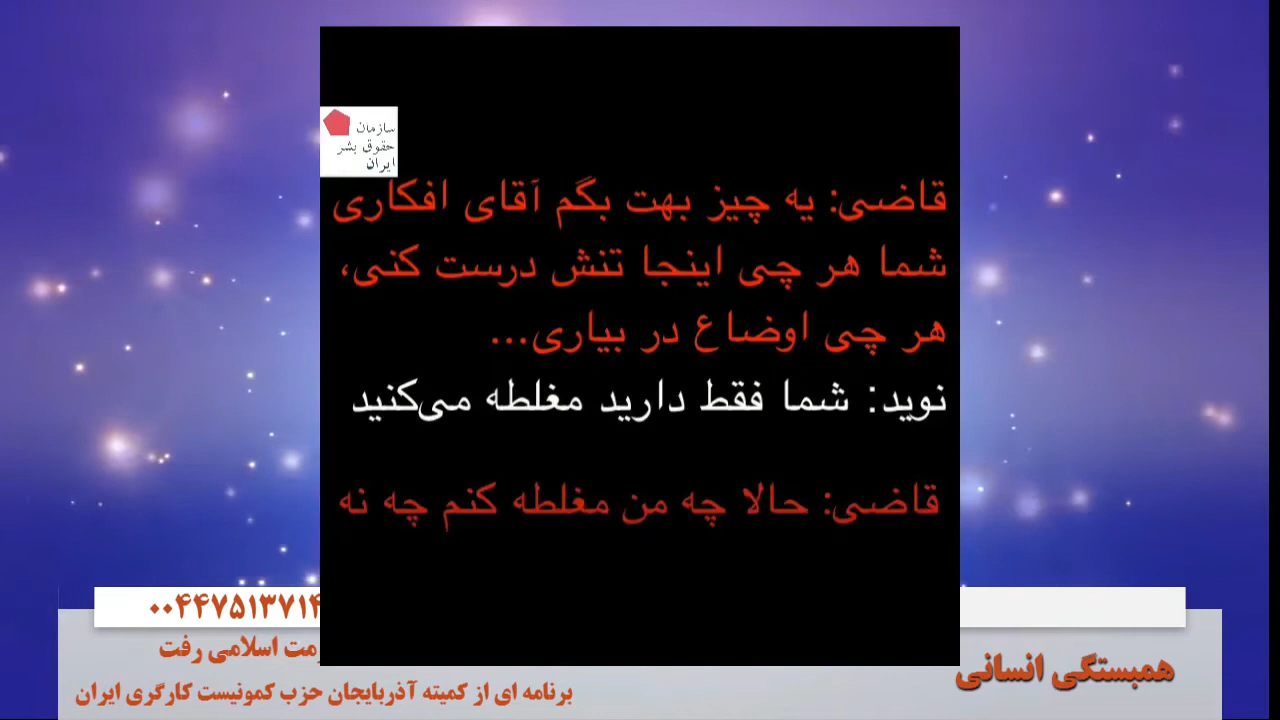 سازمان
حقوق بشر
ایران
قاضی: یه چیز بهت بگم آقای افکاری
شما هر چی اینجا تنش درست کنی،
هر چی اوضاع در بیاری...
نوید: شما فقط دارید مغلطه می‌کنید
قاضی: حالا چه من مغلطه کنم چه نه
۰۰۴۴۷۵۱۳۷۱۴
اسلامی رفت
همبستگی انسانی
برنامه ای از کمیته آذربایجان حزب کمونیست کارگری ایران